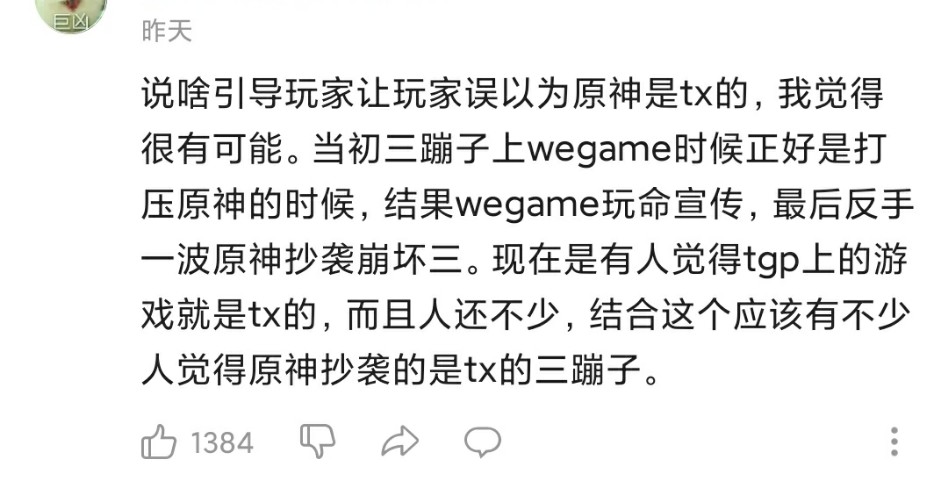 巨凶
昨天
说啥引导玩家让玩家误以为原神是tx的，我觉得
很有可能。当初三蹦子上wegame时候正好是打
压原神的时候，结果wegame玩命宣传，最后反手
一波原神抄袭崩坏三。现在是有人觉得tgp上的游
戏就是tx的，而且人还不少，结合这个应该有不少
人觉得原神抄袭的是tx的三蹦子。
1384